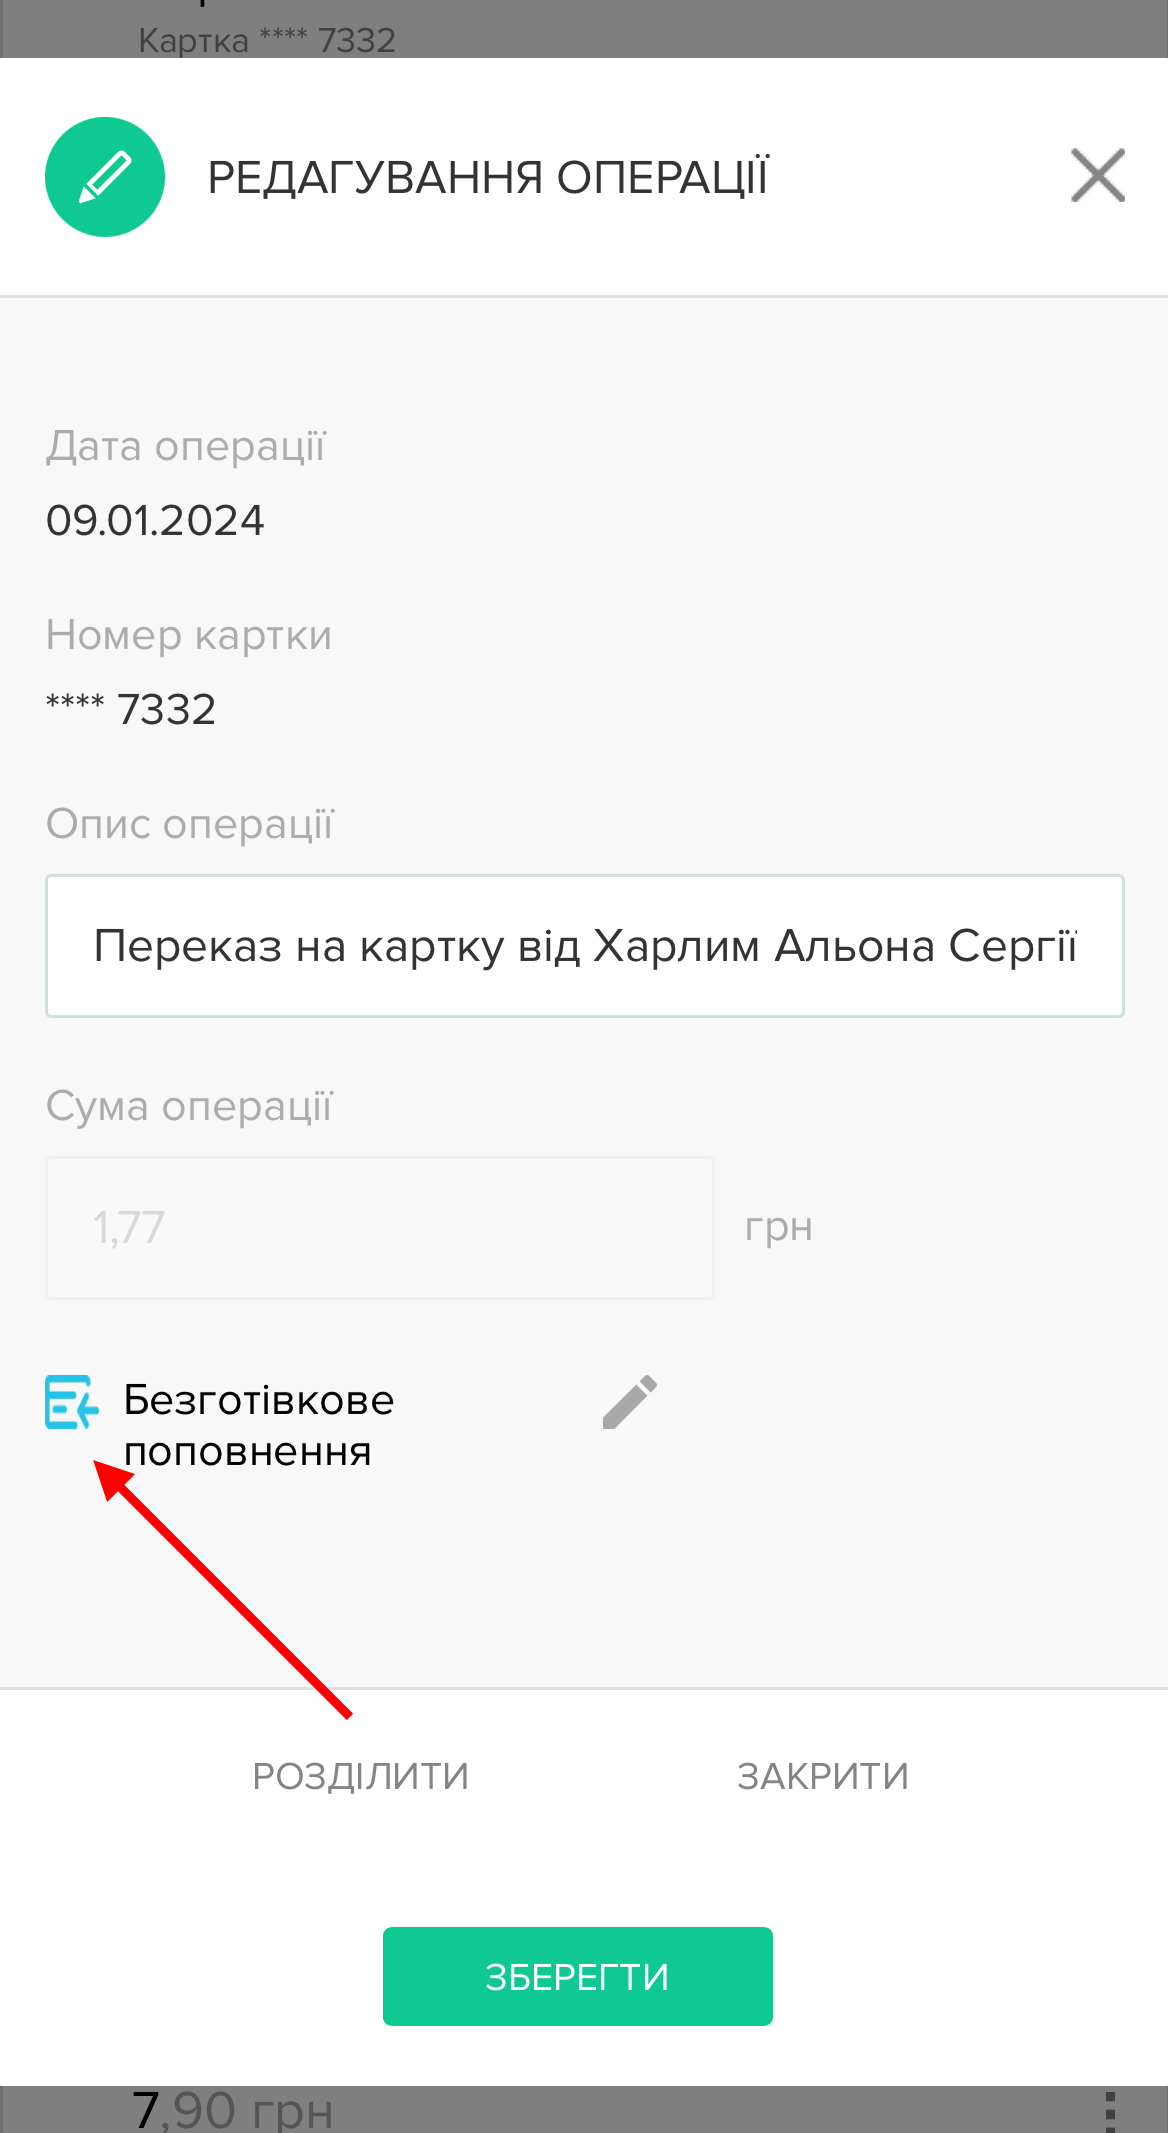 Картка **** 7332
РЕДАГУВАННЯ ОПЕРАЦІЇ
Дата операції
09.01.2024
Номер картки
**** 7332
Опис операції
Переказ на картку від Харлим Альона Сергії
Сума операції
1,77 грн
Безготівкове
поповнення
РОЗДІЛИТИ ЗАКРИТИ
ЗБЕРЕГТИ
7,90 грн